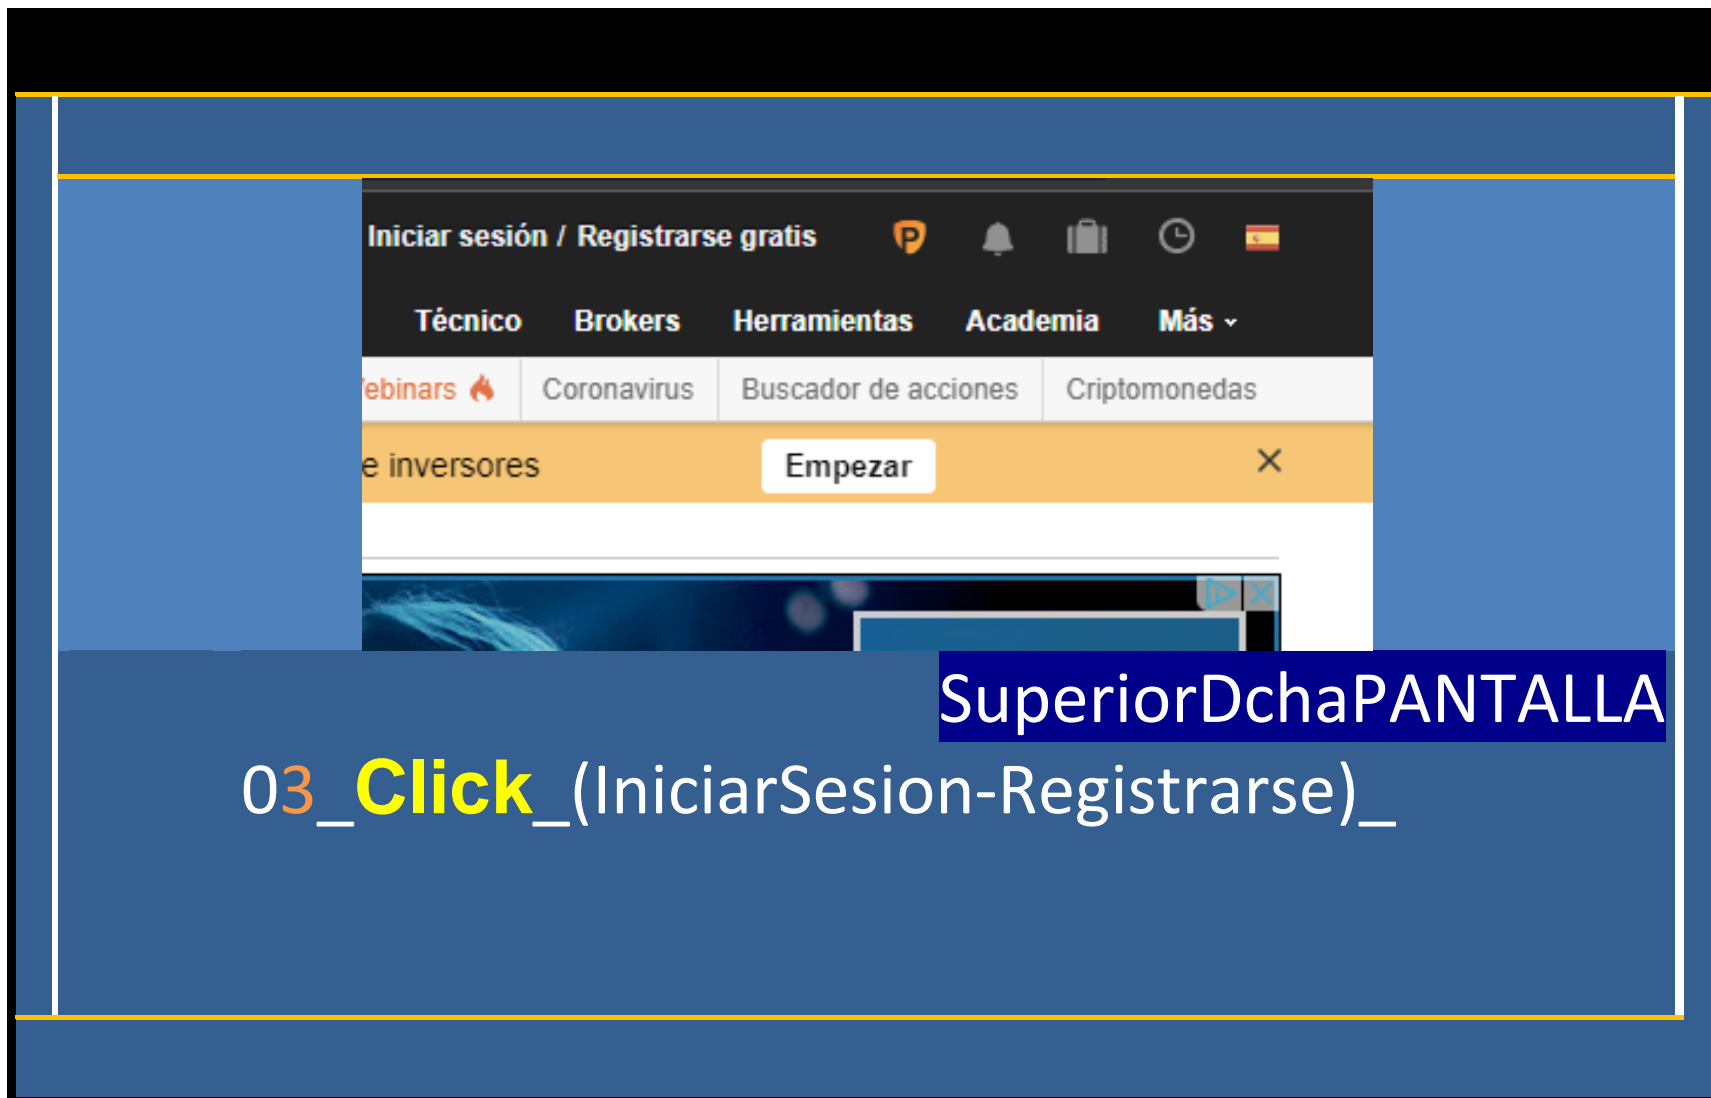 Iniciar sesión / Registrarse gratis
Técnico Brokers Herramientas Academia Más
ebinars Coronavirus Buscador de acciones Criptomonedas
e inversores Empezar
SuperiorDchaPANTALLA
03_Click_(IniciarSesion-Registrarse)_